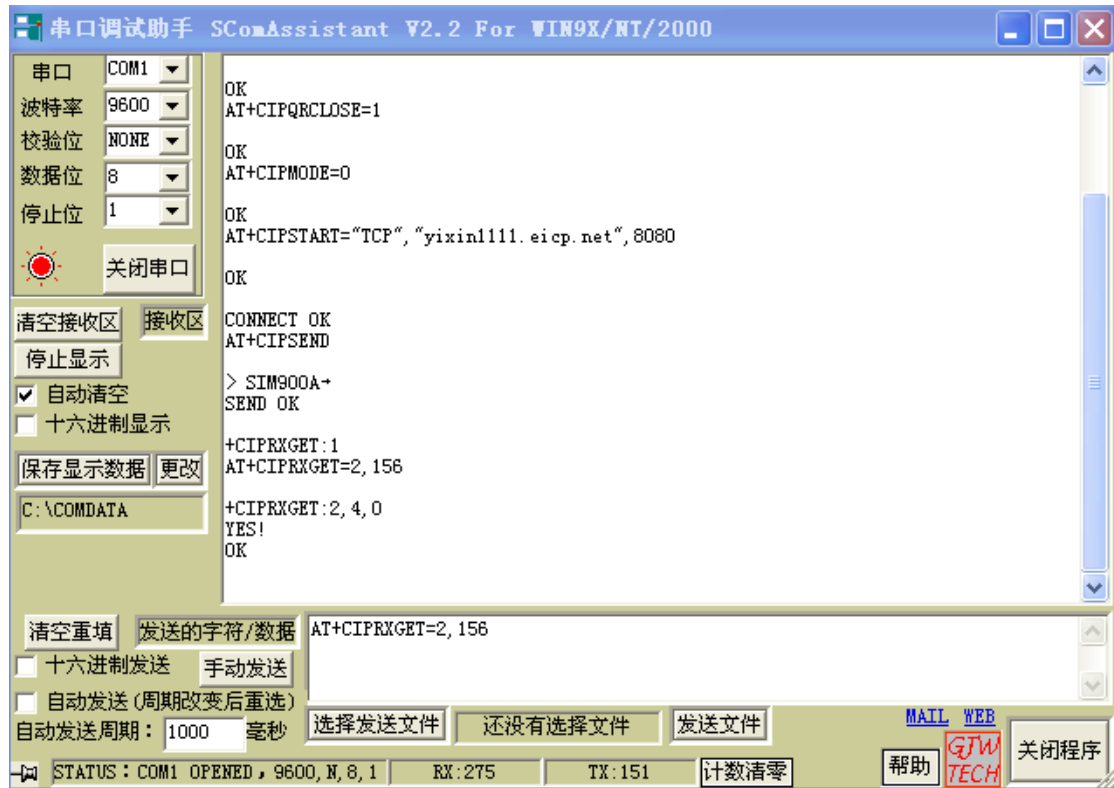 串口调试助手 SComAssistant V2.2 For WIN9X/NT/2000
串口 COM1
波特率 9600
校验位 NONE
数据位 8
停止位 1
关闭串口
清空接收区 接收区
停止显示
自动清空
十六进制显示
保存显示数据 更改
C:\COMDATA
OK
AT+CIPQRCLOSE=1
OK
AT+CIPMODE=0
OK
AT+CIPSTART="TCP","yixin1111.eicp.net",8080
OK
CONNECT OK
AT+CIPSEND
> SIM900A→
SEND OK
+CIPRXGET:1
AT+CIPRXGET=2,156
+CIPRXGET:2,4,0
YES!
OK
清空重填 发送的字符/数据 AT+CIPRXGET=2,156
十六进制发送 手动发送
自动发送(周期改变后重选)
自动发送周期: 1000 毫秒 选择发送文件 还没有选择文件 发送文件
MAIL WEB
帮助 GJW TECH 关闭程序
STATUS:COM1 OPENED,9600,N,8,1 RX:275 TX:151 计数清零